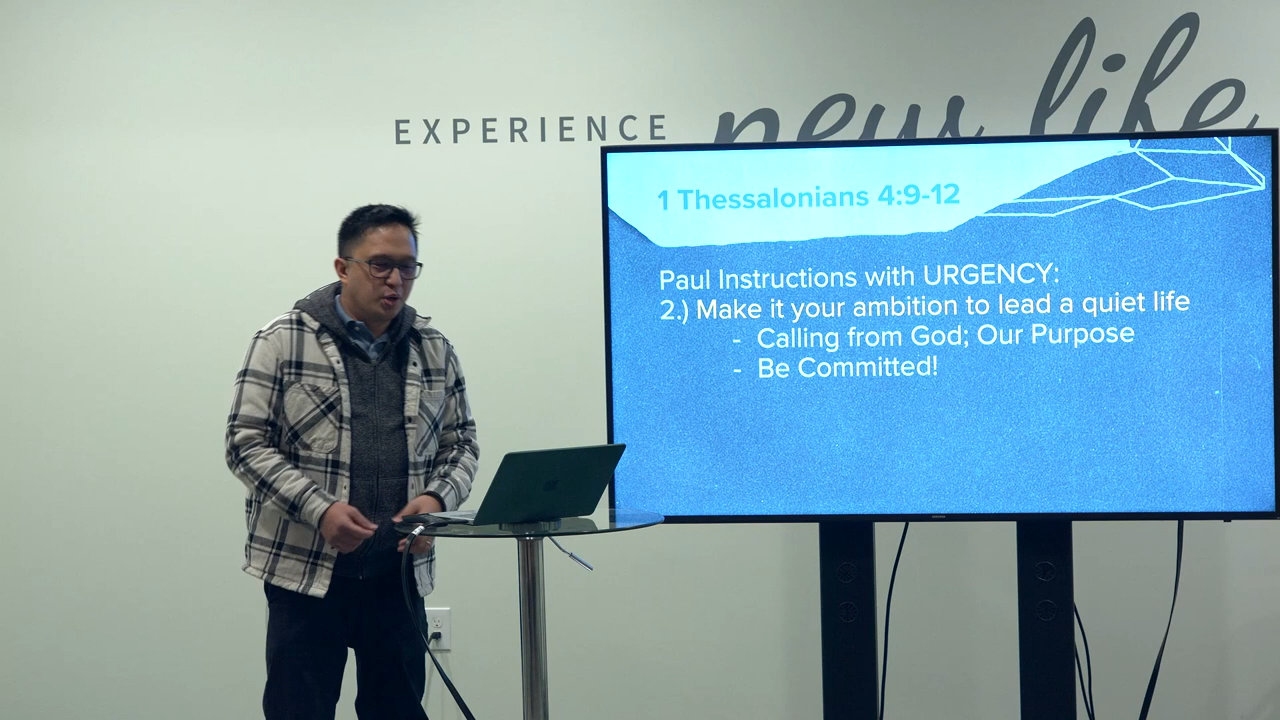 EXPERIENCE new life
1 Thessalonians 4:9-12
Paul Instructions with URGENCY:
2.) Make it your ambition to lead a quiet life
- Calling from God; Our Purpose
- Be Committed!